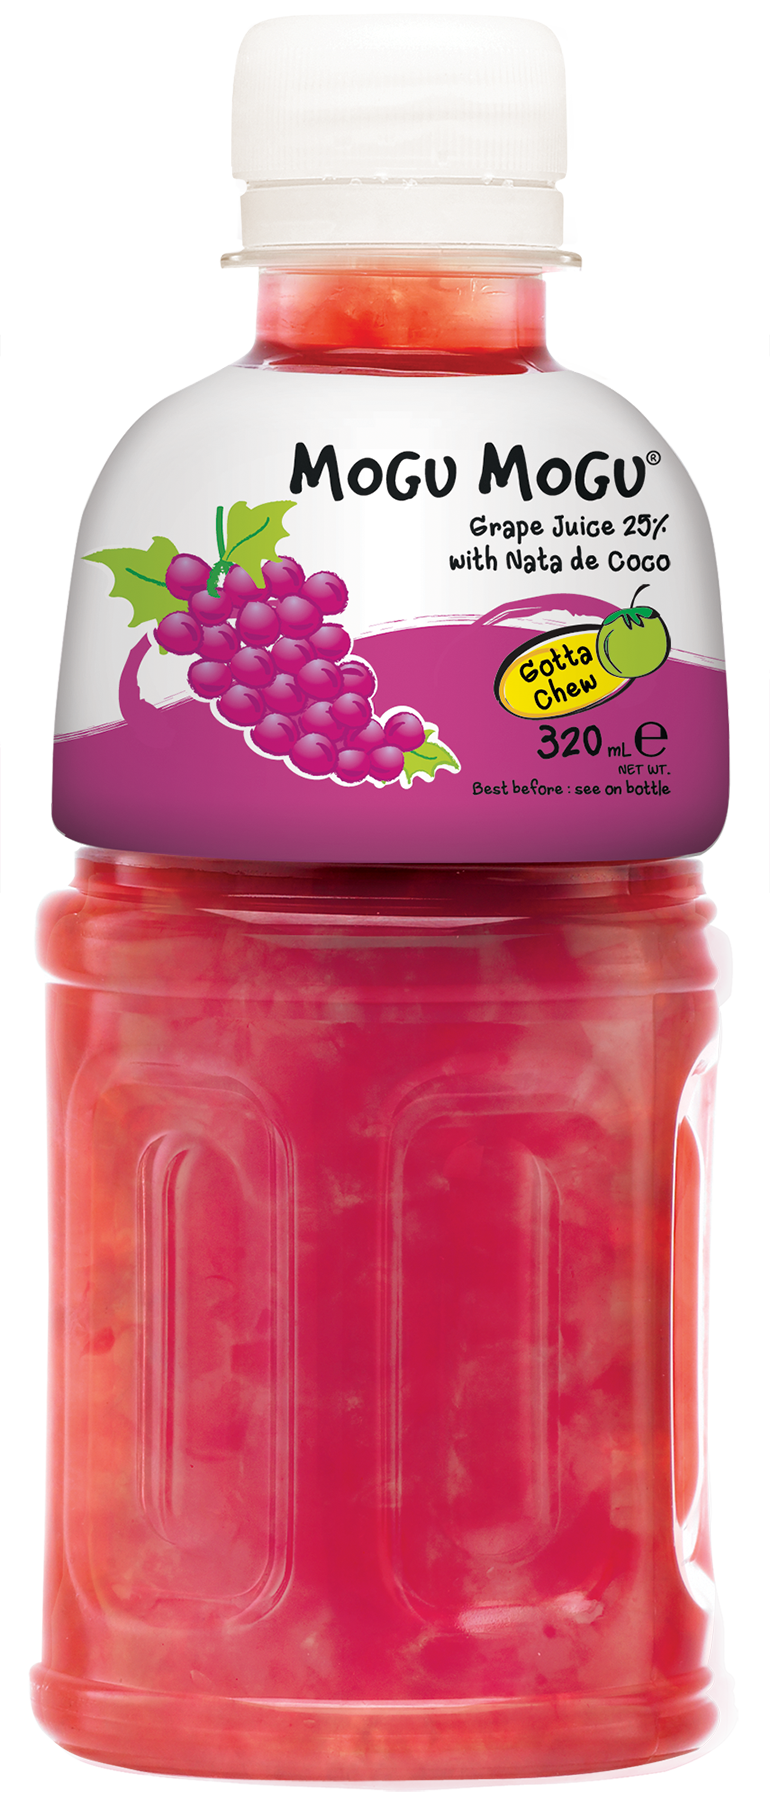 MOGU MOGU®
Grape Juice 25%
with Nata de Coco
Gotta
Chew
320 mL ℮
NET WT.
Best before : see on bottle